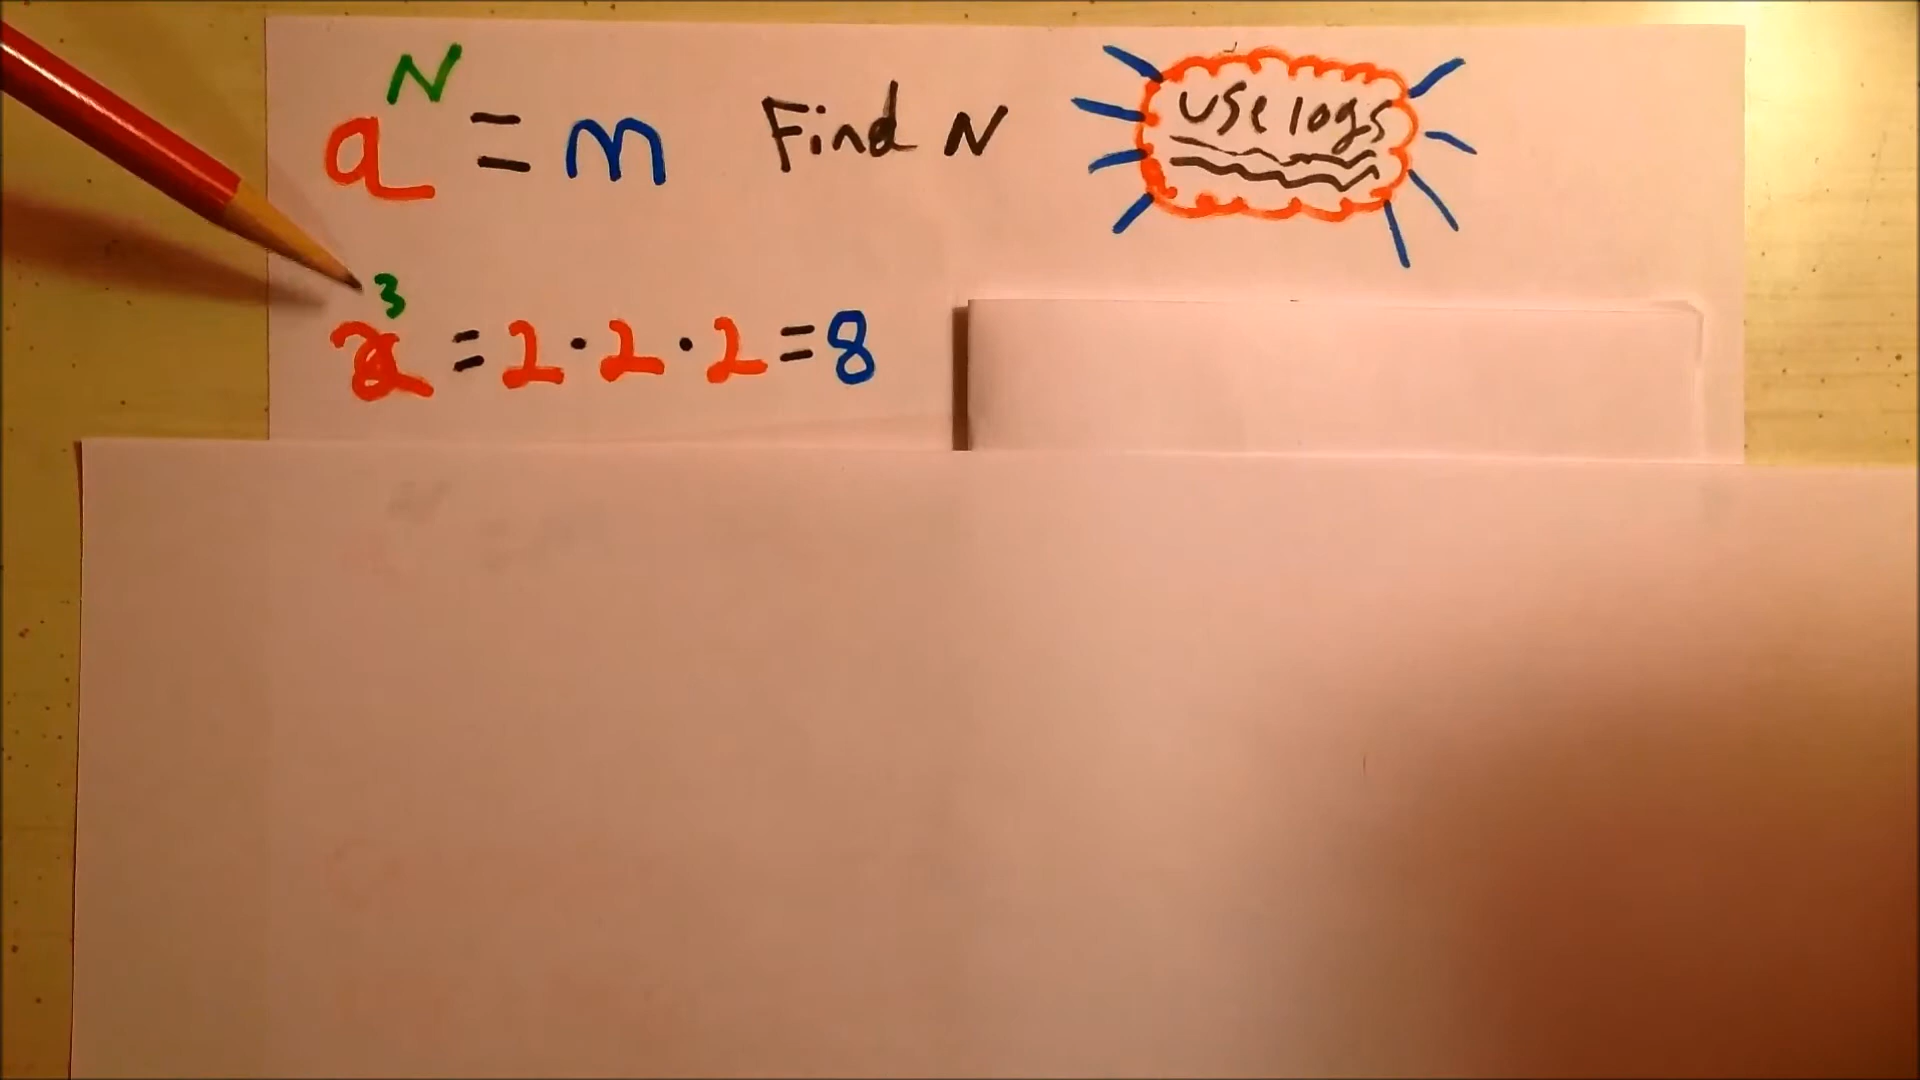 a^N = m Find N use logs
2^3 = 2·2·2 = 8